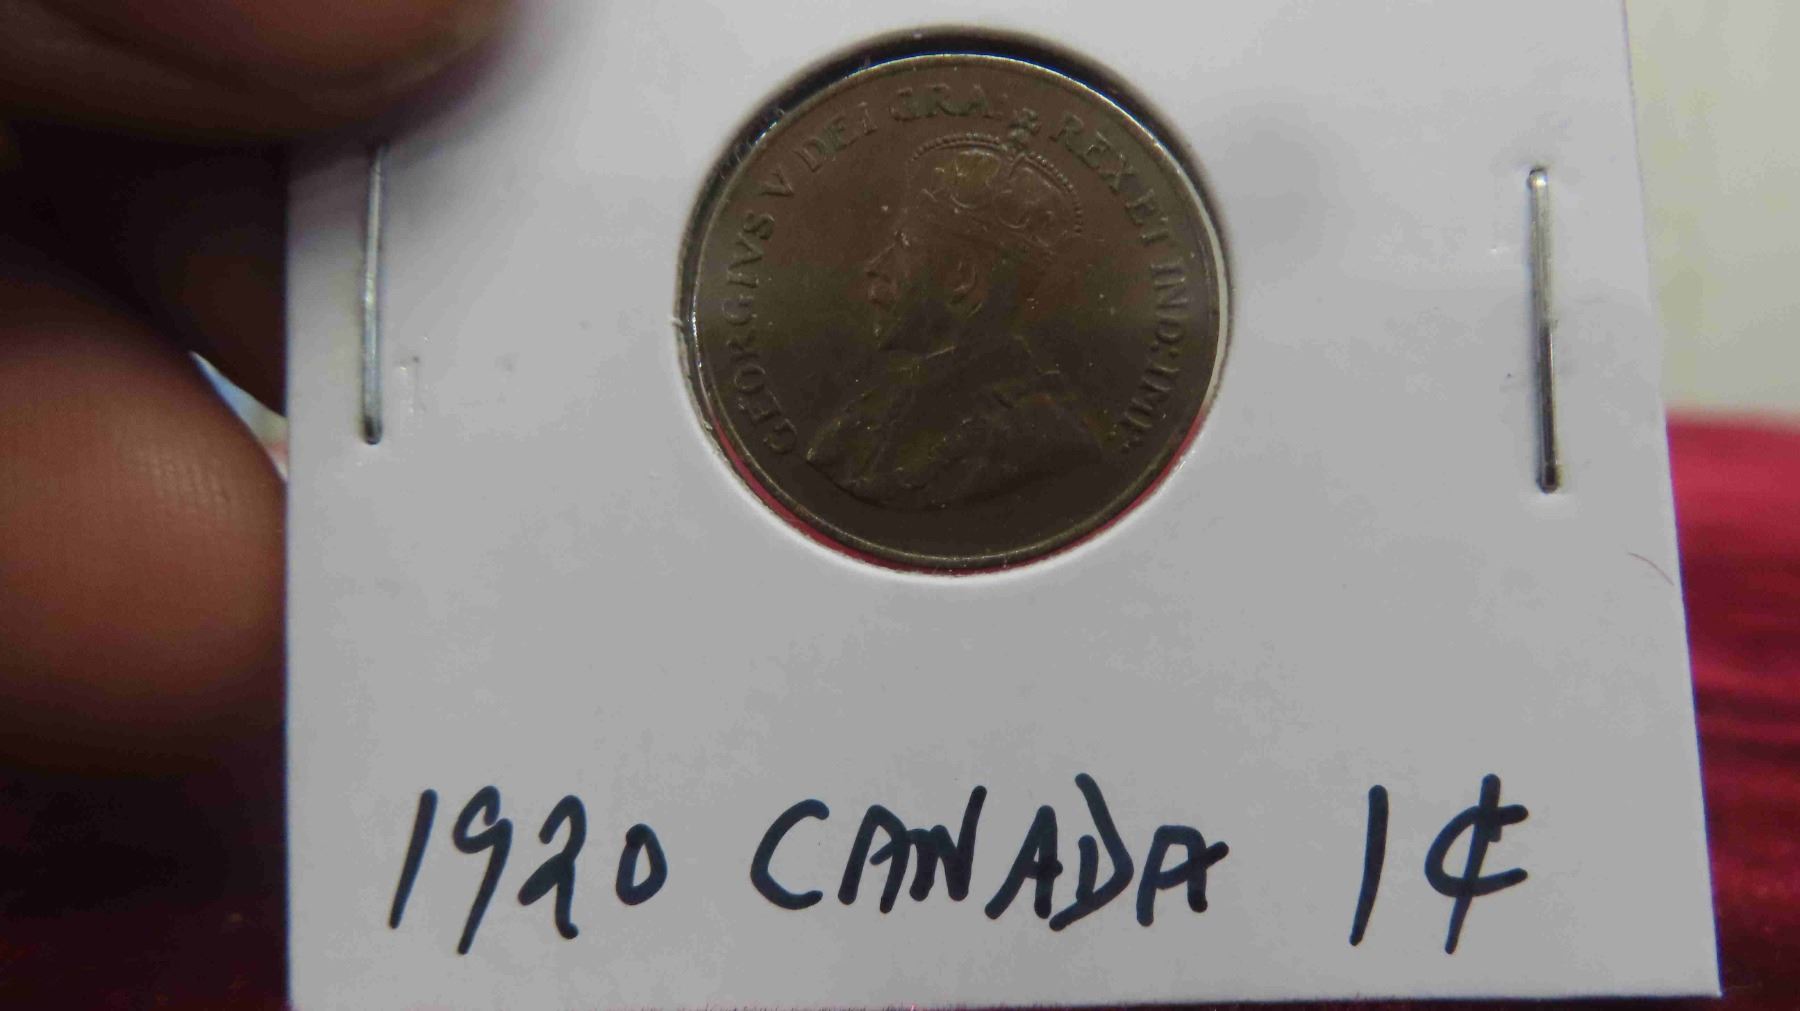 GEORGIVS V DEI GRA: REX ET IND: IMP:
1920 CANADA 1¢